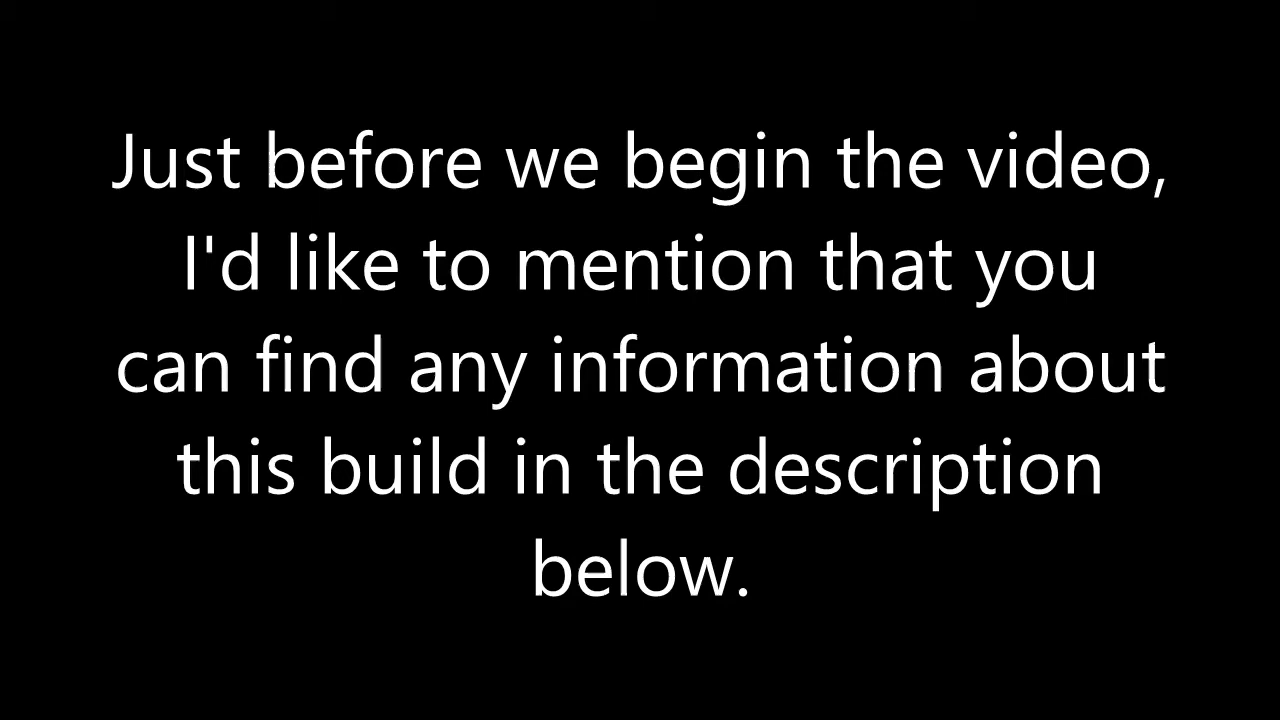 Just before we begin the video,
I'd like to mention that you
can find any information about
this build in the description
below.